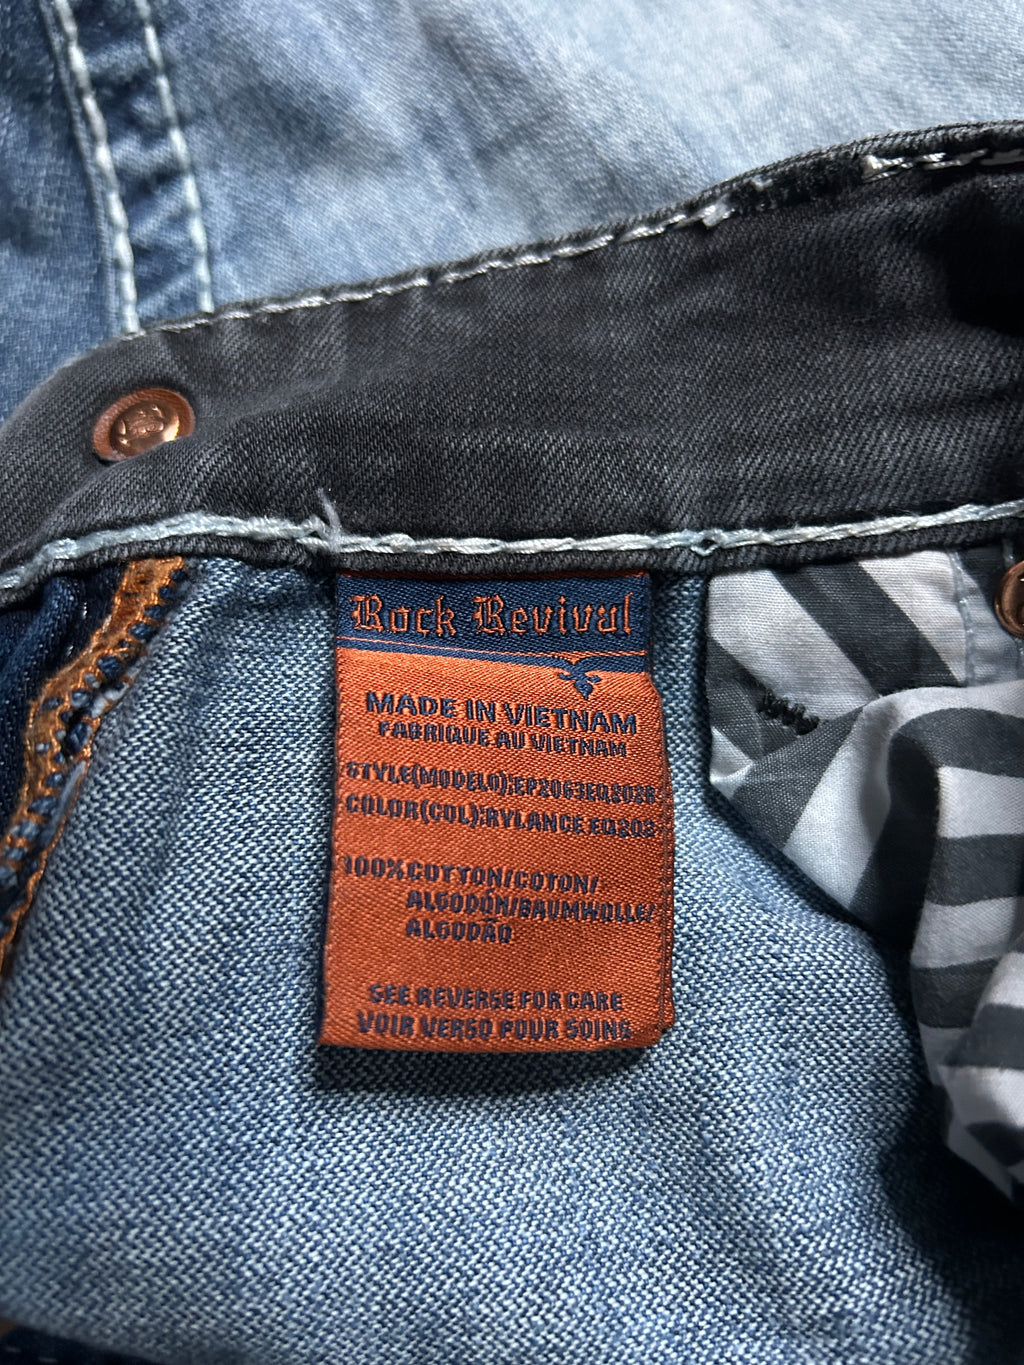 Rock Revival
MADE IN VIETNAM
FABRIQUE AU VIETNAM
STYLE(MODELO):EP2063EQ202R
COLOR(COL):RYLANCE EQ202
100%COTTON/COTON/
ALGODÓN/BAUMWOLLE/
ALGODÃO
SEE REVERSE FOR CARE
VOIR VERSO POUR SOINS